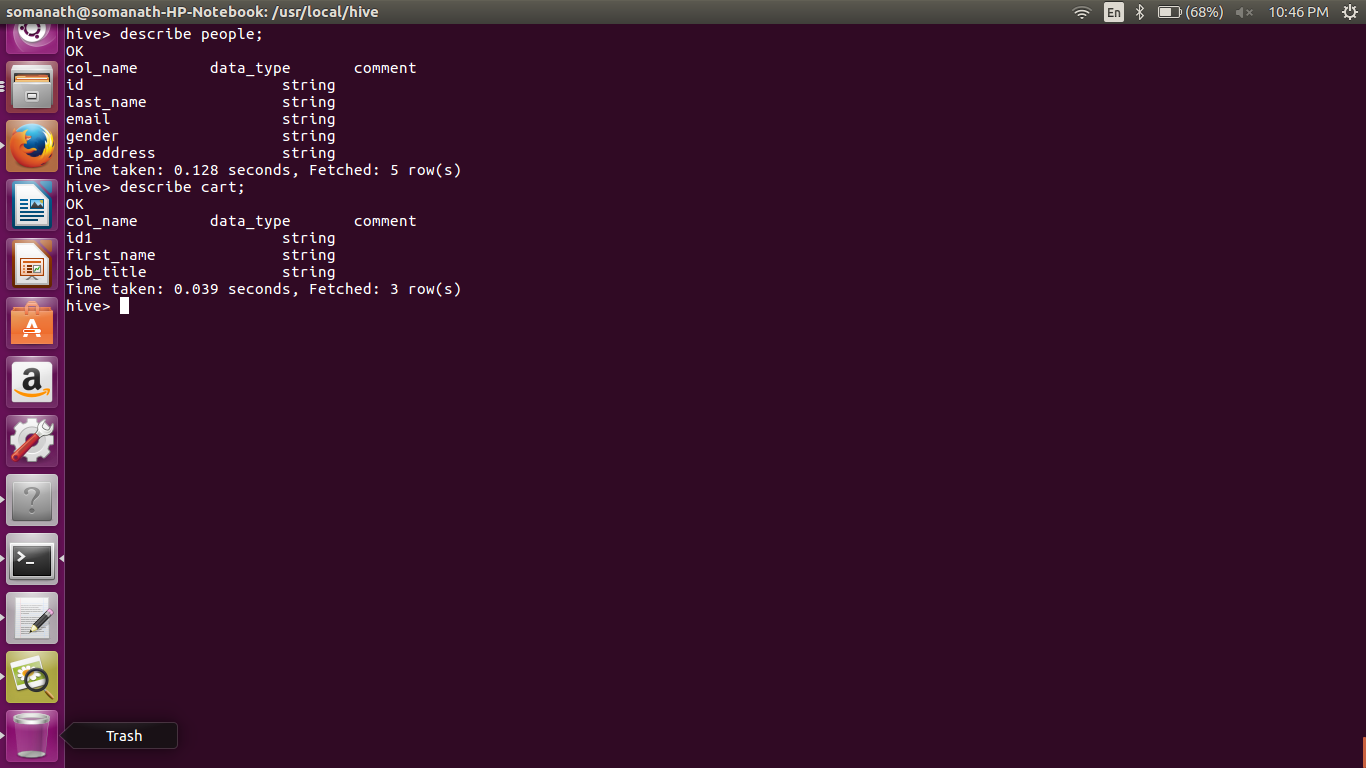 somanath@somanath-HP-Notebook: /usr/local/hive
En
(68%)
10:46 PM
hive> describe people;
OK
col_name        data_type       comment
id                      string
last_name               string
email                   string
gender                  string
ip_address              string
Time taken: 0.128 seconds, Fetched: 5 row(s)
hive> describe cart;
OK
col_name        data_type       comment
id1                     string
first_name              string
job_title               string
Time taken: 0.039 seconds, Fetched: 3 row(s)
hive>
A
a
?
>_
Trash